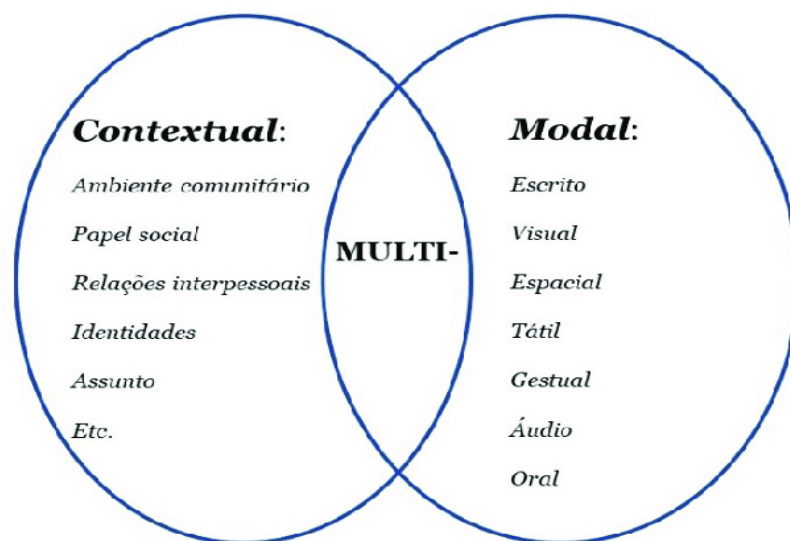 Contextual:
Ambiente comunitário
Papel social
Relações interpessoais
Identidades
Assunto
Etc.
MULTI-
Modal:
Escrito
Visual
Espacial
Tátil
Gestual
Áudio
Oral